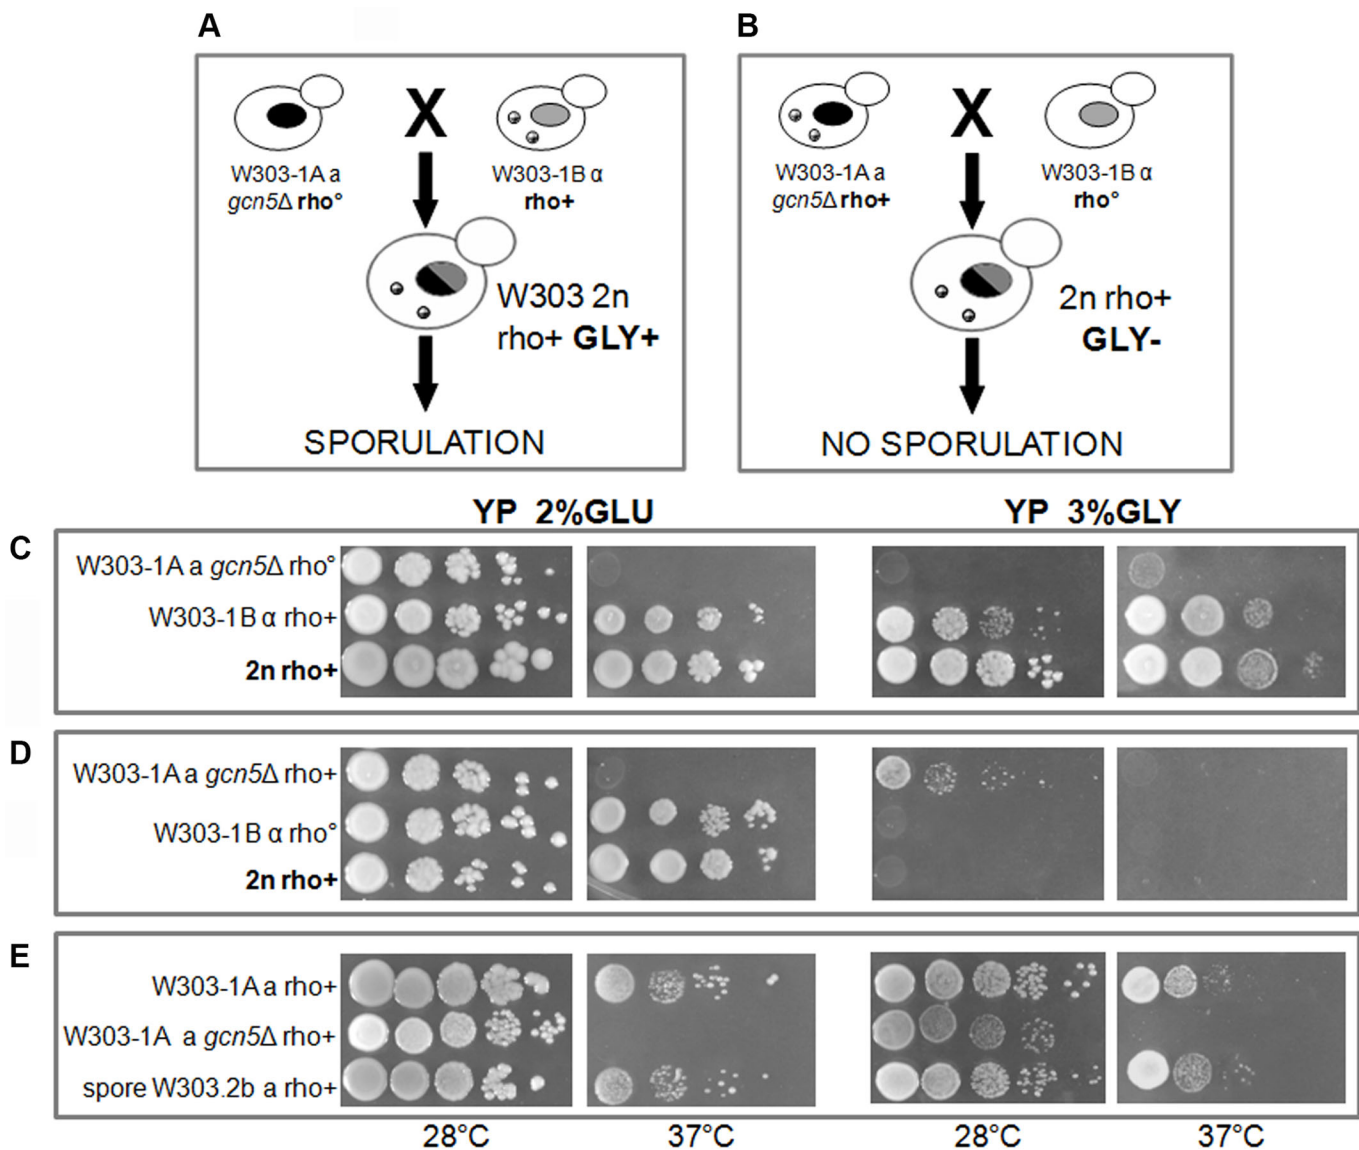 A
B
X
W303-1A a
gcn5Δ rho°
W303-1B α
rho+
W303 2n
rho+ GLY+
SPORULATION
X
W303-1A a
gcn5Δ rho+
W303-1B α
rho°
2n rho+
GLY-
NO SPORULATION
YP 2%GLU
YP 3%GLY
C
W303-1A a gcn5Δ rho°
W303-1B α rho+
2n rho+
D
W303-1A a gcn5Δ rho+
W303-1B α rho°
2n rho+
E
W303-1A a rho+
W303-1A a gcn5Δ rho+
spore W303.2b a rho+
28°C
37°C
28°C
37°C